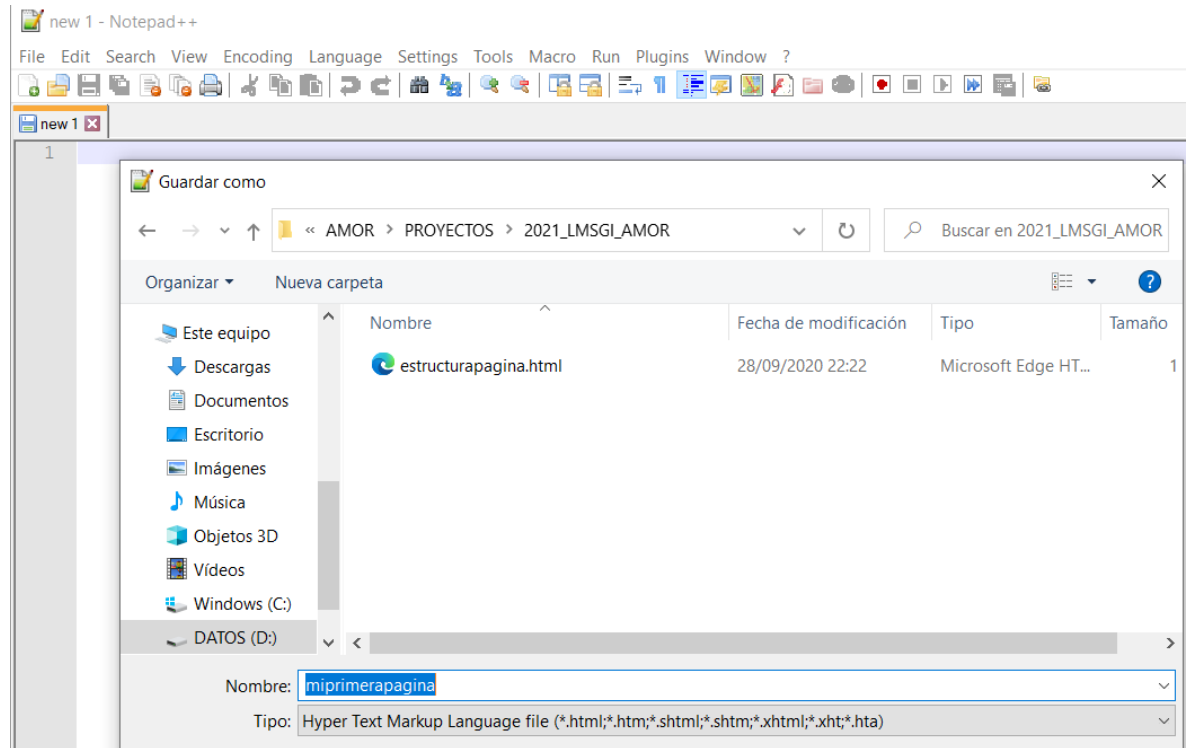 new 1 - Notepad++
File Edit Search View Encoding Language Settings Tools Macro Run Plugins Window ?
new 1
1
Guardar como
« AMOR > PROYECTOS > 2021_LMSGI_AMOR
Buscar en 2021_LMSGI_AMOR
Organizar
Nueva carpeta
?
Nombre
Fecha de modificación
Tipo
Tamaño
Este equipo
estructurapagina.html
28/09/2020 22:22
Microsoft Edge HT...
1
Descargas
Documentos
Escritorio
Imágenes
Música
Objetos 3D
Vídeos
Windows (C:)
DATOS (D:)
Nombre: miprimerapagina
Tipo: Hyper Text Markup Language file (*.html;*.htm;*.shtml;*.shtm;*.xhtml;*.xht;*.hta)